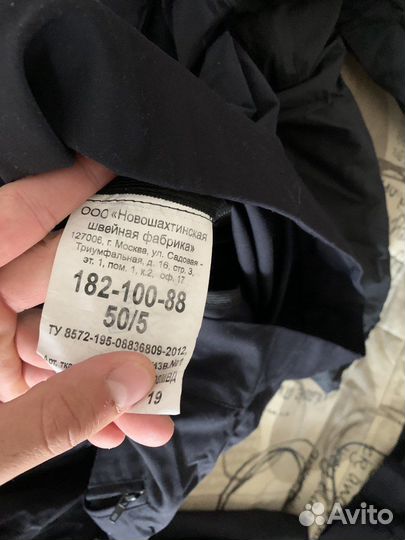 ООО «Новошахтинская
швейная фабрика»
127006, г. Москва, ул. Садовая -
Триумфальная, д. 16, стр. 3,
эт. 1, пом. 1, к.2, оф. 17
182-100-88
50/5
ТУ 8572-195-08836809-2012,
Арт.
19
Avito